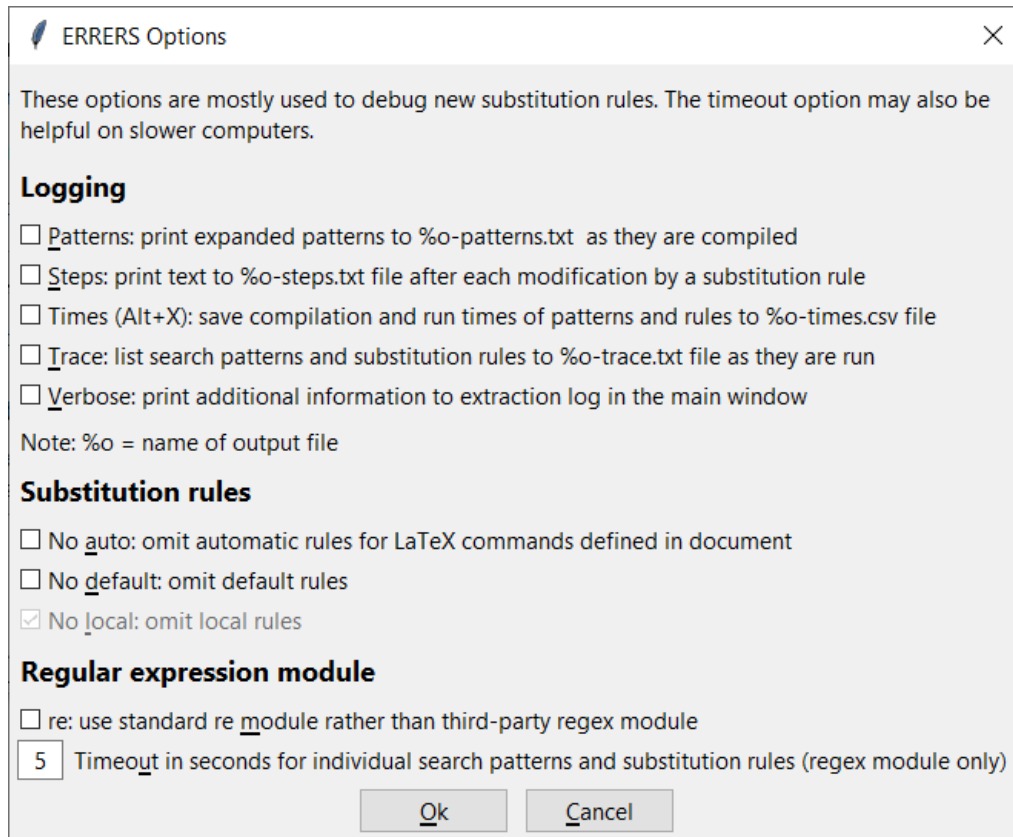 ERRERS Options
These options are mostly used to debug new substitution rules. The timeout option may also be
helpful on slower computers.
Logging
Patterns: print expanded patterns to %o-patterns.txt  as they are compiled
Steps: print text to %o-steps.txt file after each modification by a substitution rule
Times (Alt+X): save compilation and run times of patterns and rules to %o-times.csv file
Trace: list search patterns and substitution rules to %o-trace.txt file as they are run
Verbose: print additional information to extraction log in the main window
Note: %o = name of output file
Substitution rules
No auto: omit automatic rules for LaTeX commands defined in document
No default: omit default rules
No local: omit local rules
Regular expression module
re: use standard re module rather than third-party regex module
5 Timeout in seconds for individual search patterns and substitution rules (regex module only)
Ok Cancel